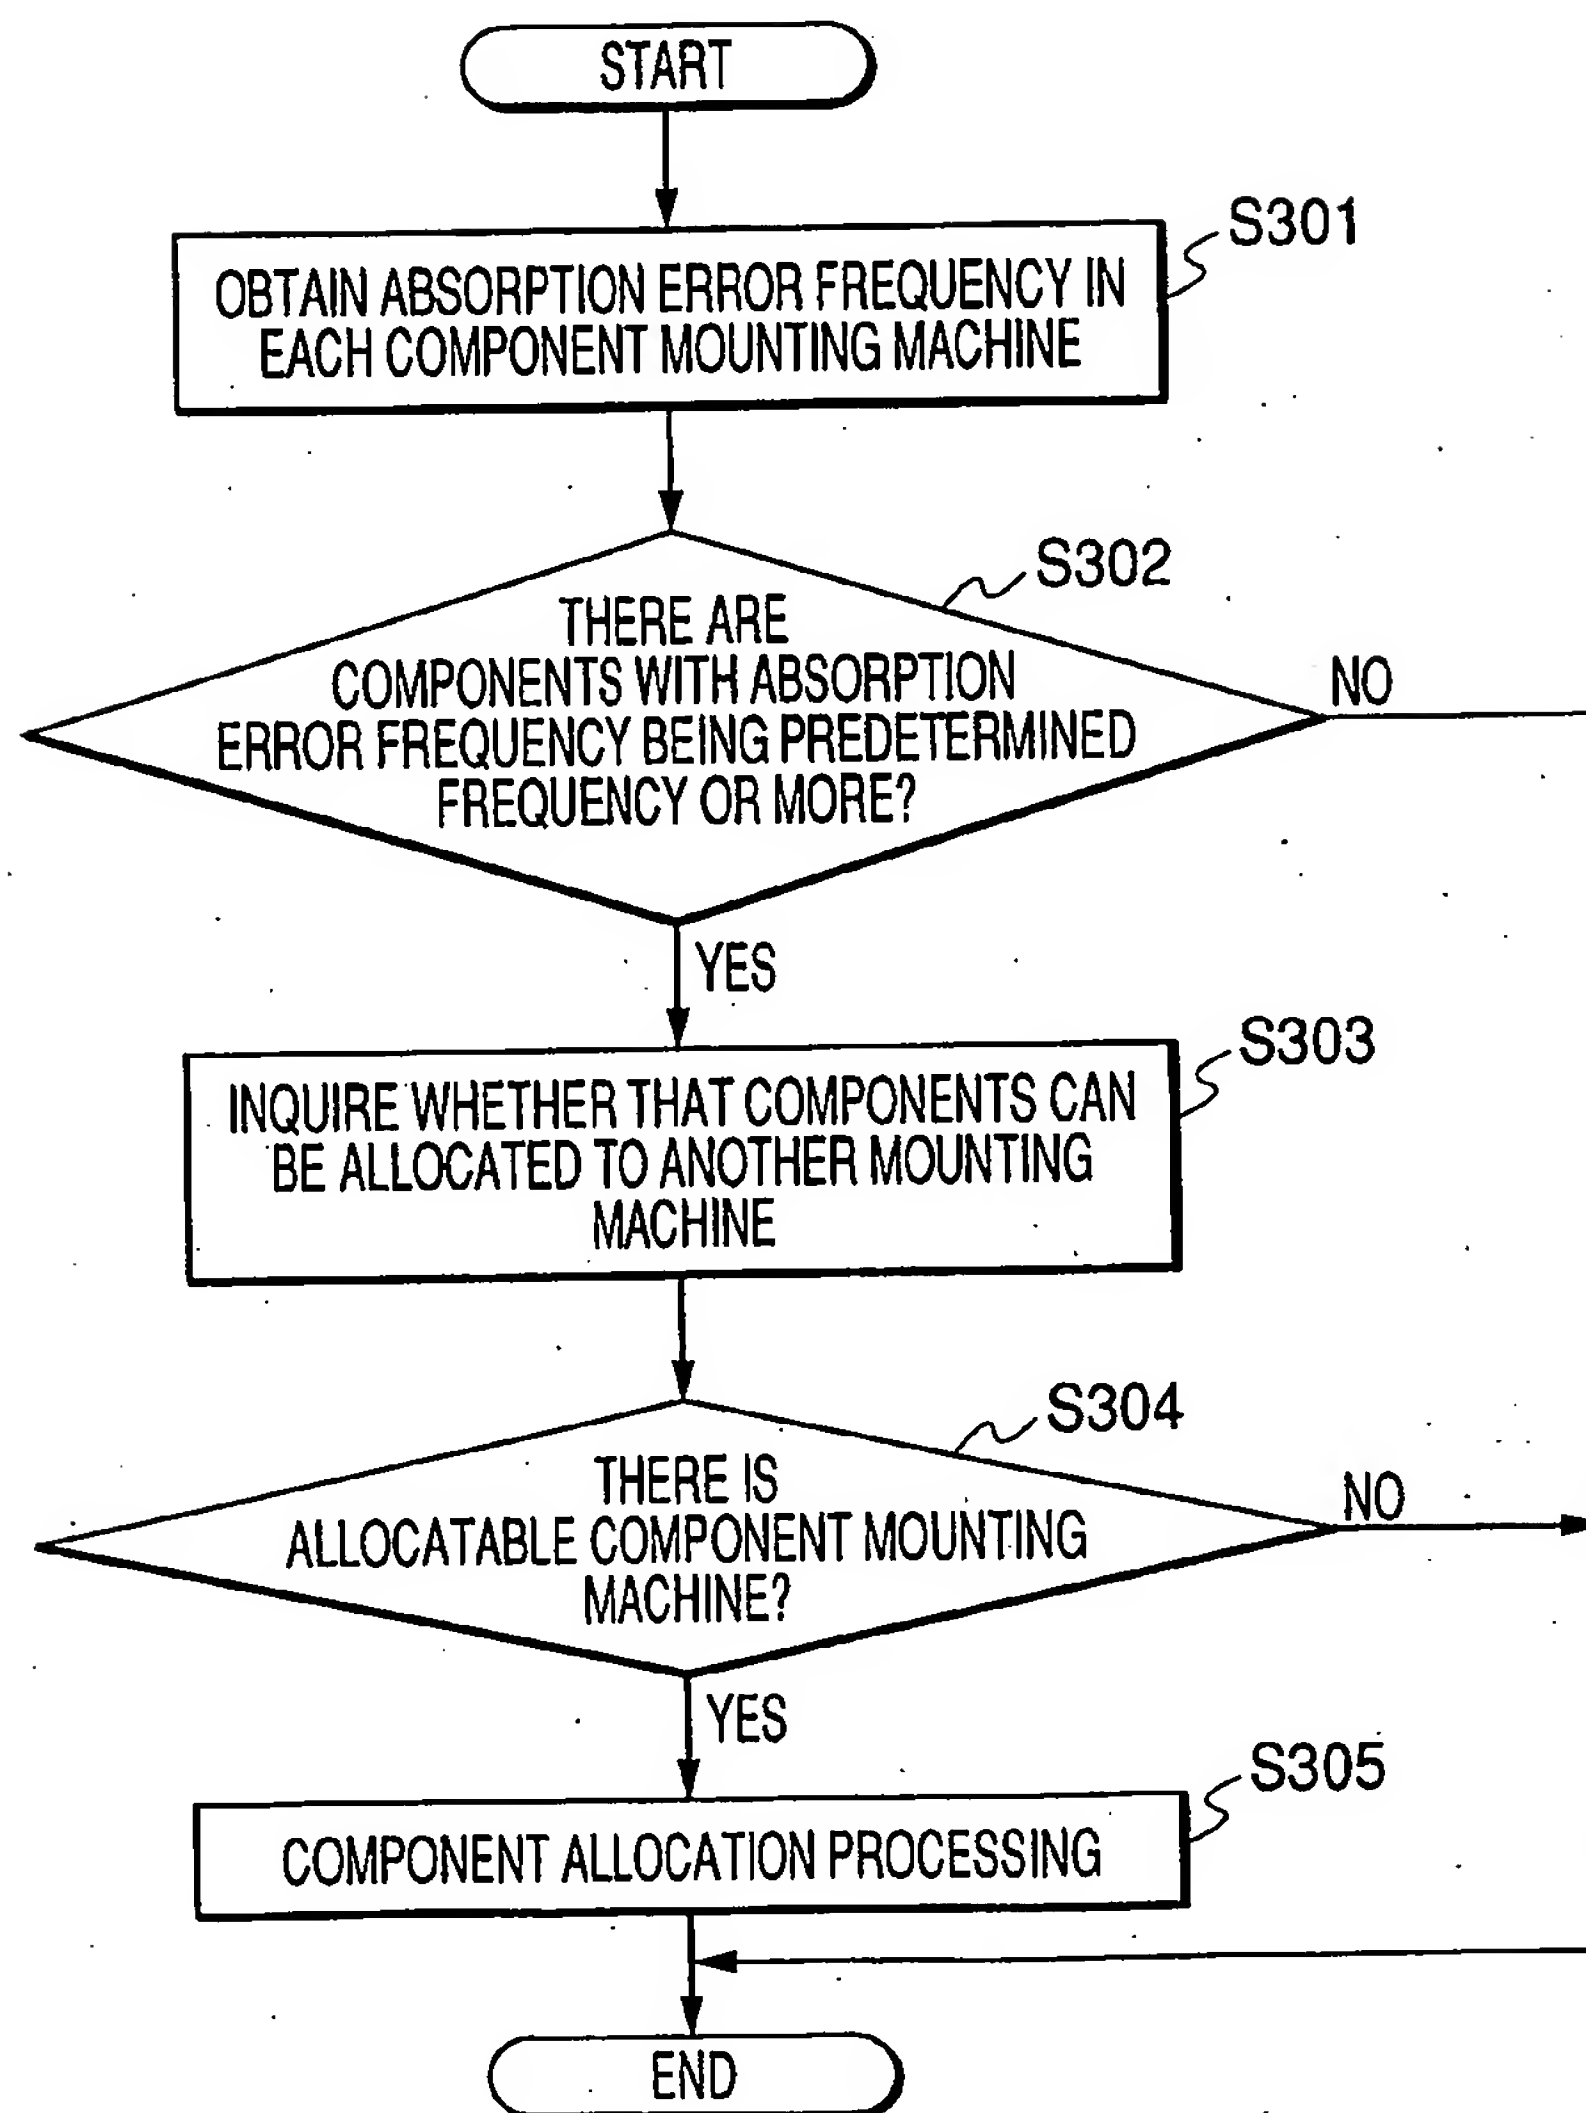 START
S301
OBTAIN ABSORPTION ERROR FREQUENCY IN
EACH COMPONENT MOUNTING MACHINE
S302
THERE ARE
COMPONENTS WITH ABSORPTION
ERROR FREQUENCY BEING PREDETERMINED
FREQUENCY OR MORE?
NO
YES
S303
INQUIRE WHETHER THAT COMPONENTS CAN
BE ALLOCATED TO ANOTHER MOUNTING
MACHINE
S304
THERE IS
ALLOCATABLE COMPONENT MOUNTING
MACHINE?
NO
YES
S305
COMPONENT ALLOCATION PROCESSING
END